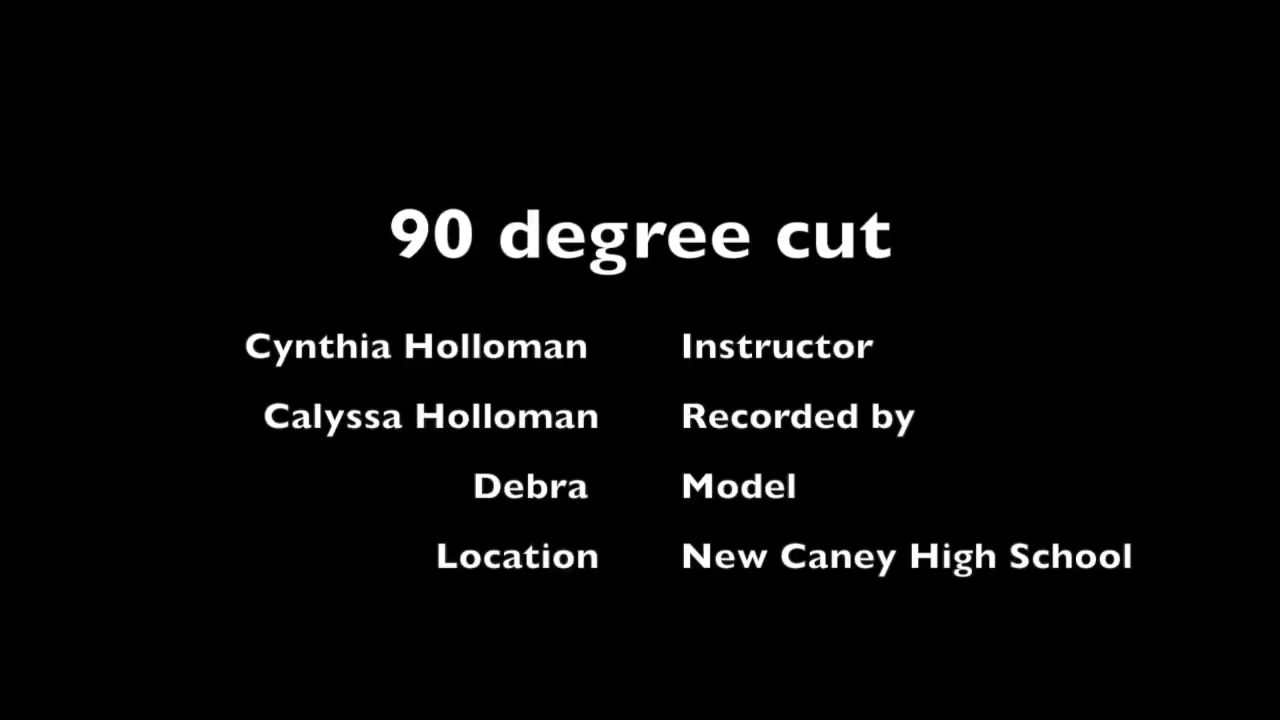 90 degree cut
Cynthia Holloman Instructor
Calyssa Holloman Recorded by
Debra Model
Location New Caney High School